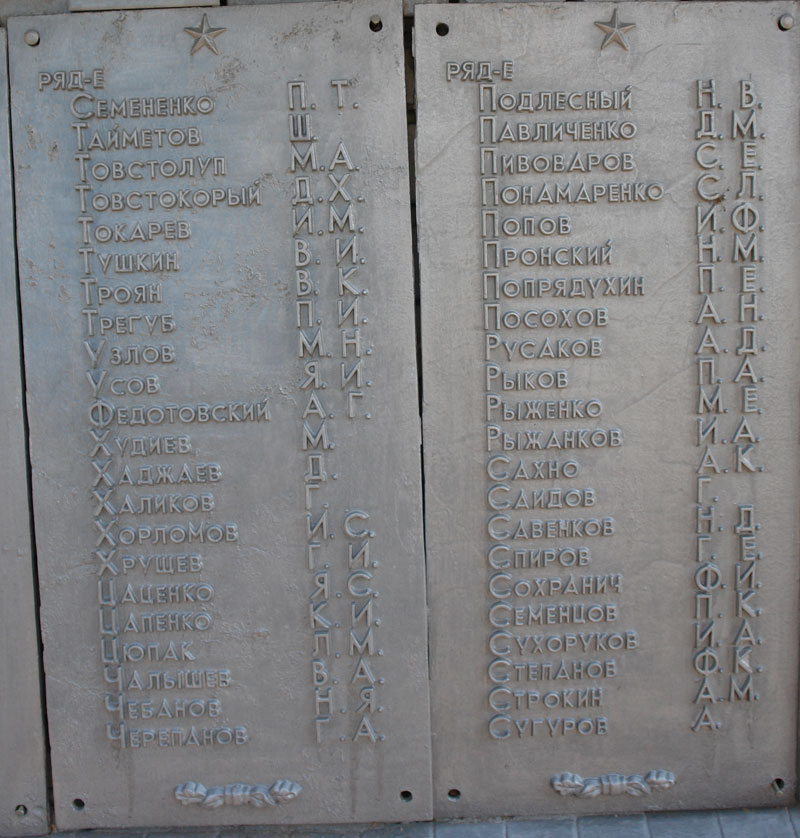 РЯД-Е
СЕМЕНЕНКО П. Т.
ТАЙМЕТОВ Ш.
ТОВСТОЛУП М. А.
ТОВСТОКОРЫЙ Д. Х.
ТОКАРЕВ И. М.
ТУШКИН В. И.
ТРОЯН В. К.
ТРЕГУБ П. И.
УЗЛОВ М. Н.
УСОВ Я. И.
ФЕДОТОВСКИЙ А. Г.
ХУДИЕВ М.
ХАДЖАЕВ Д.
ХАЛИКОВ Г.
ХОРЛОМОВ И. С.
ХРУЩЕВ Г. И.
ЦАЦЕНКО Я. С.
ЦАПЕНКО К. И.
ЦЮПАК Л. М.
ЧАЛЫШЕВ В. А.
ЧЕБАНОВ Н. Я.
ЧЕРЕПАНОВ Г. А.
РЯД-Е
ПОДЛЕСНЫЙ Н. В.
ПАВЛИЧЕНКО Д. М.
ПИВОВАРОВ С. Е.
ПОНАМАРЕНКО С. Л.
ПОПОВ И. Ф.
ПРОНСКИЙ Н. М.
ПОПРЯДУХИН П. Е.
ПОСОХОВ А. Н.
РУСАКОВ А. Д.
РЫКОВ П. А.
РЫЖЕНКО М. Е.
РЫЖАНКОВ И. А.
САХНО А. К.
САИДОВ Г.
САВЕНКОВ Н. Д.
СПИРОВ Г. Е.
СОХРАНИЧ Ф. И.
СЕМЕНЦОВ П. К.
СУХОРУКОВ И. А.
СТЕПАНОВ Ф. К.
СТРОКИН А. М.
СУГУРОВ А.